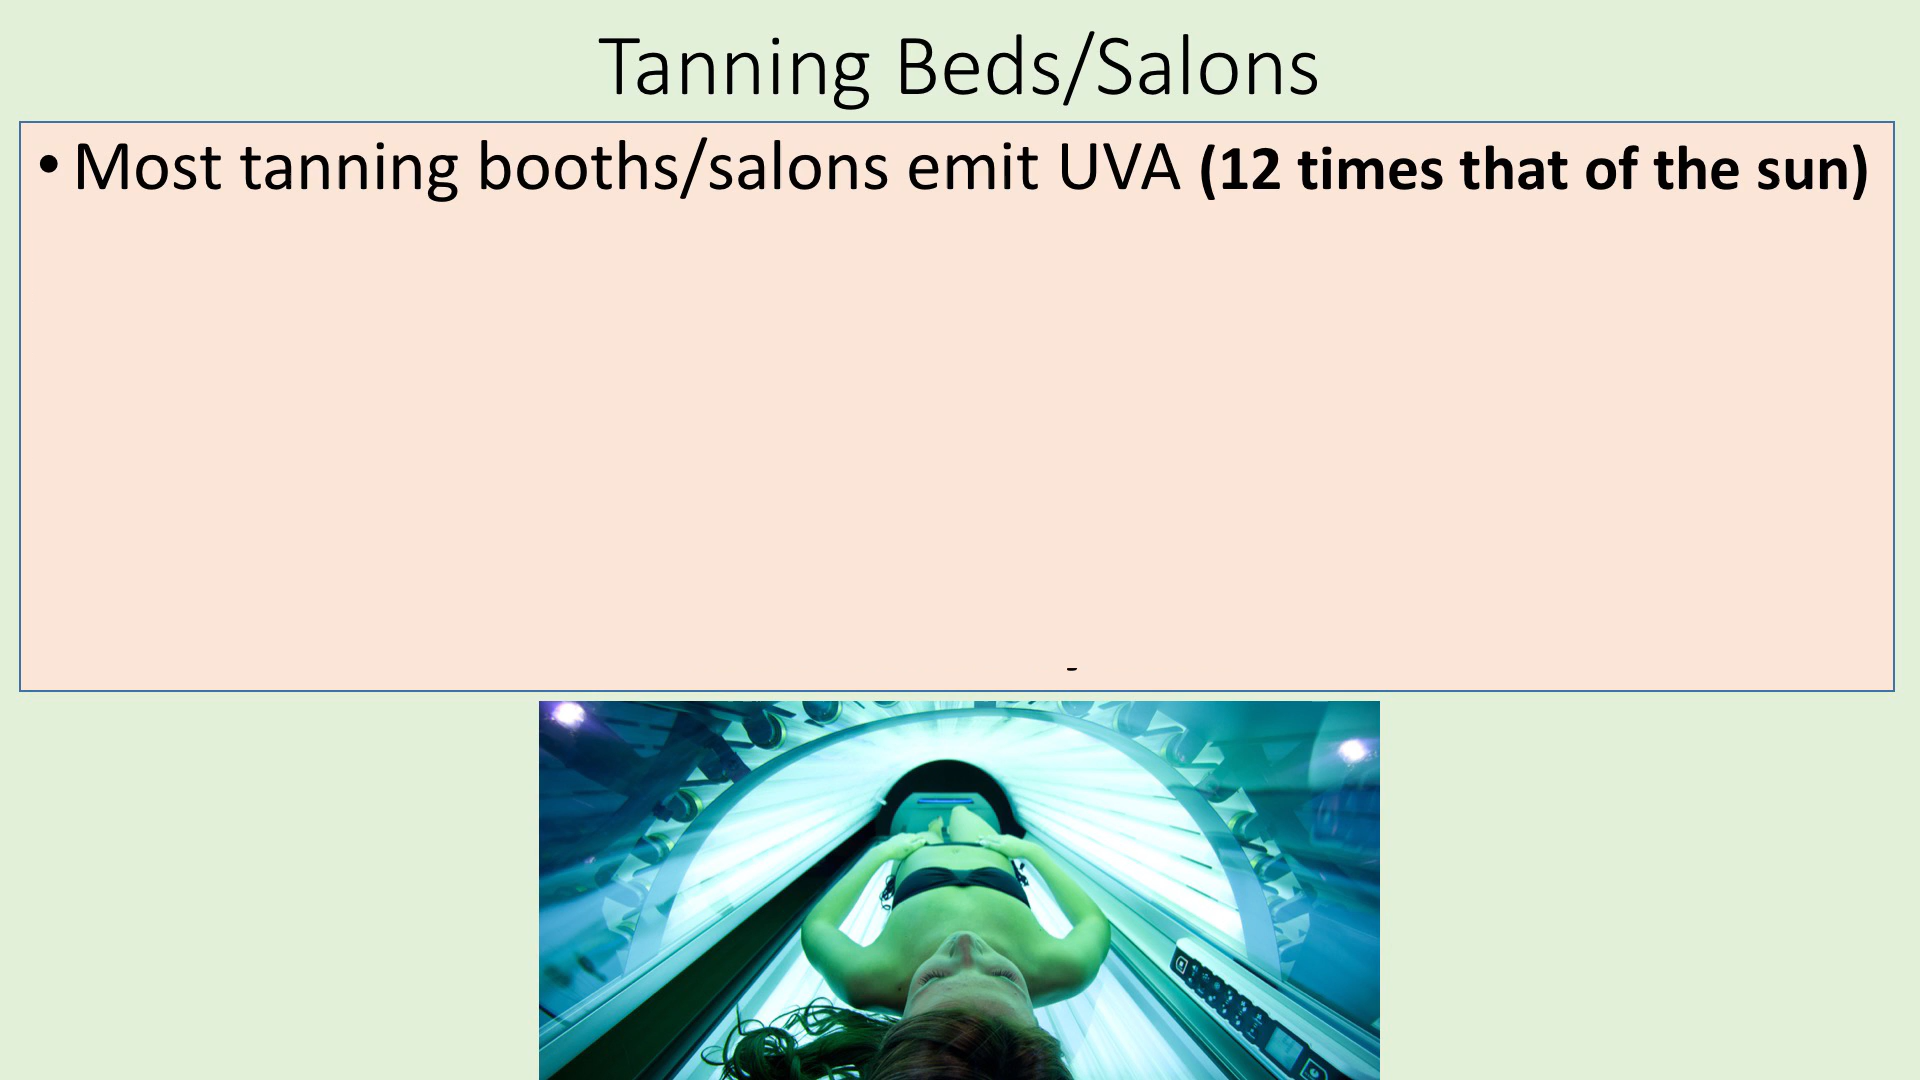 Tanning Beds/Salons
• Most tanning booths/salons emit UVA (12 times that of the sun)